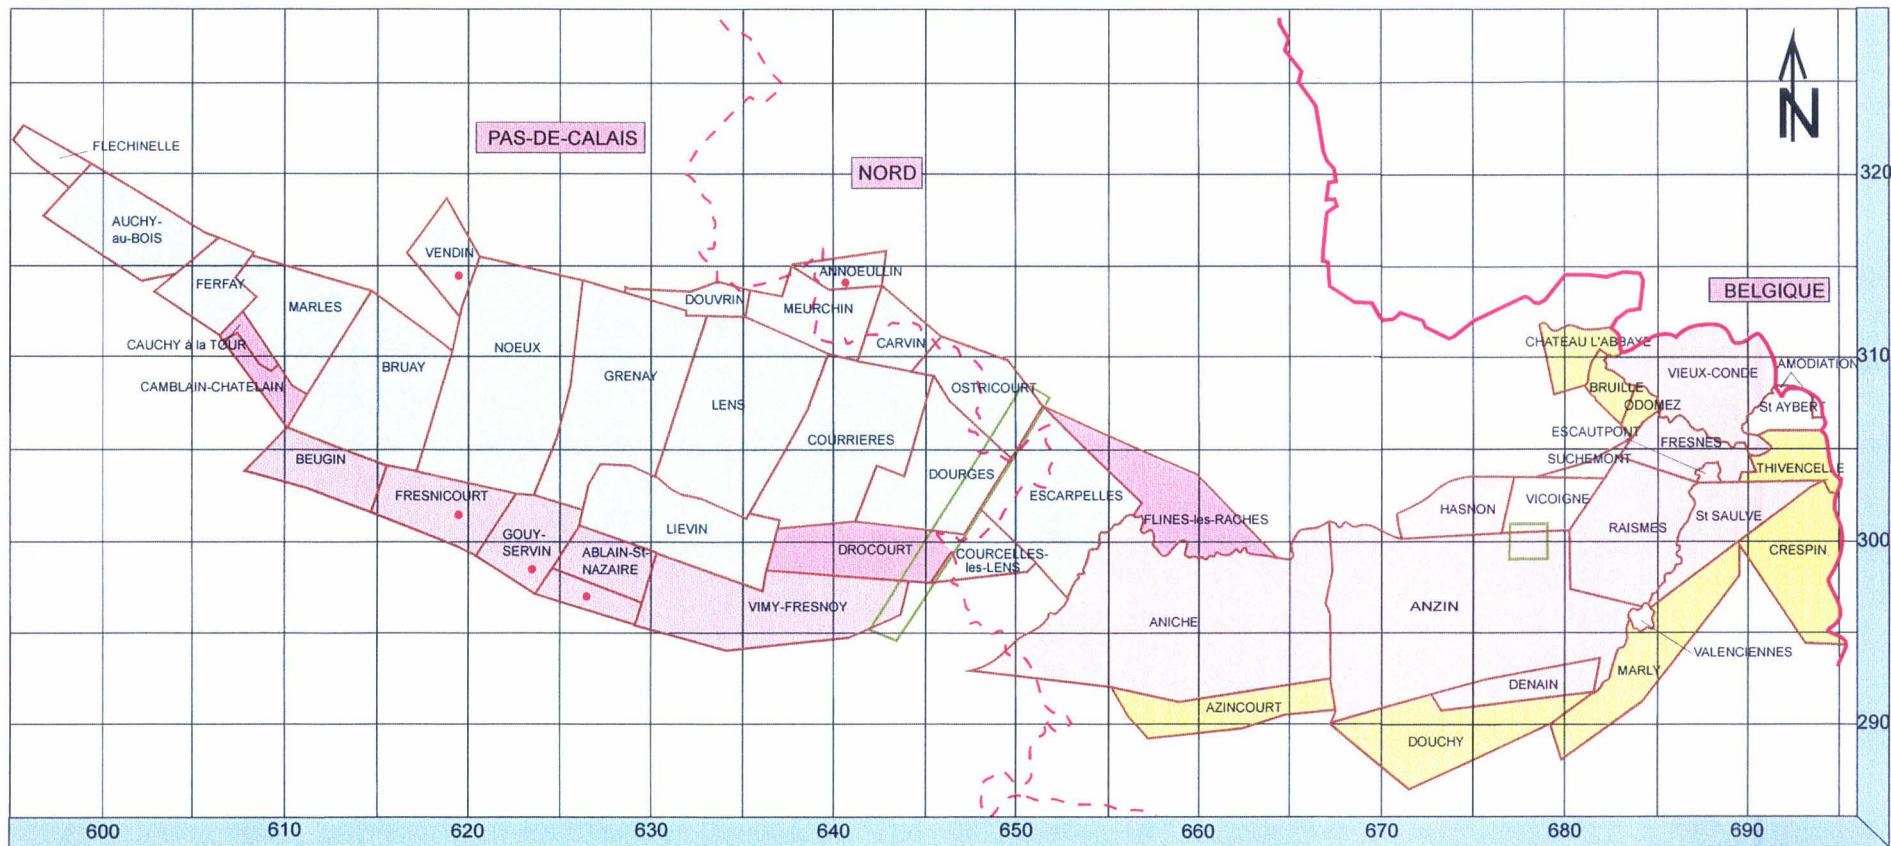 N
FLECHINELLE
PAS-DE-CALAIS
NORD
320
AUCHY-
au-BOIS
VENDIN
FERFAY
ANNOEULLIN
MARLES
DOUVRIN
MEURCHIN
BELGIQUE
CAUCHY à la TOUR
CARVIN
CHATEAU L'ABBAYE
310
NOEUX
BRUAY
GRENAY
VIEUX-CONDE
AMODIATION
CAMBLAIN-CHATELAIN
OSTRICOURT
BRUILLE
LENS
ODOMEZ
St AYBERT
COURRIERES
ESCAUTPONT
FRESNES
BEUGIN
DOURGES
SUCHEMONT
THIVENCELLE
FRESNICOURT
ESCARPELLES
VICOIGNE
HASNON
LIEVIN
FLINES-les-RACHES
RAISMES
St SAULVE
GOUY-
SERVIN
ABLAIN-St-
NAZAIRE
DROCOURT
COURCELLES-
les-LENS
CRESPIN
300
VIMY-FRESNOY
ANICHE
ANZIN
VALENCIENNES
MARLY
DENAIN
AZINCOURT
290
DOUCHY
600
610
620
630
640
650
660
670
680
690